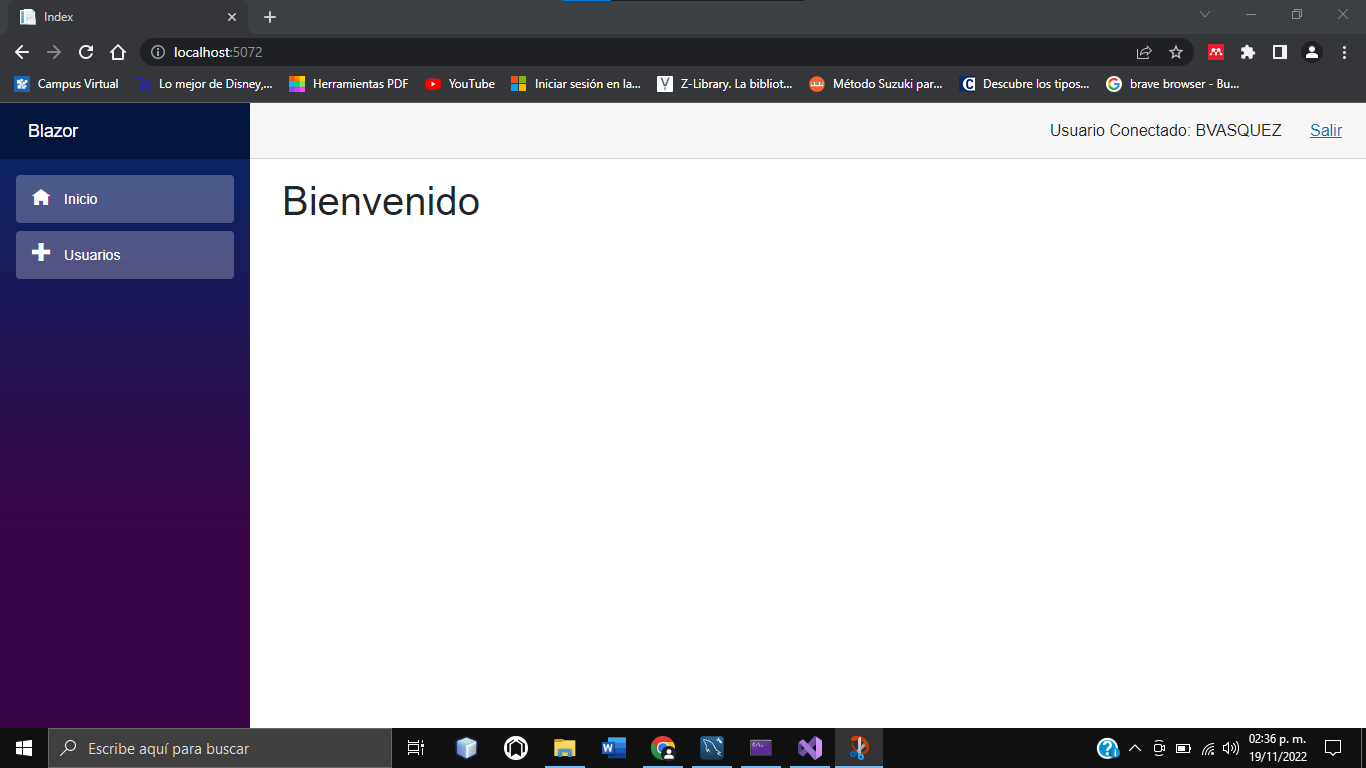 Index
localhost:5072
Campus Virtual
Lo mejor de Disney,...
Herramientas PDF
YouTube
Iniciar sesión en la...
Z-Library. La bibliot...
Método Suzuki par...
Descubre los tipos...
brave browser - Bu...
Blazor
Usuario Conectado: BVASQUEZ
Salir
Inicio
Usuarios
Bienvenido
Escribe aquí para buscar
02:36 p. m.
19/11/2022